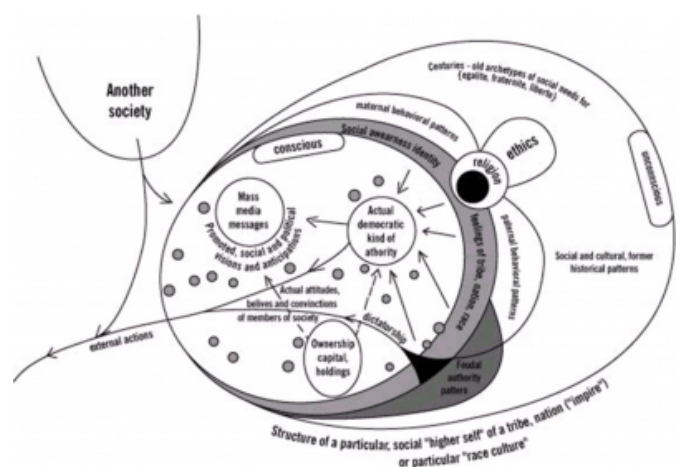 Another
society
Centuries - old archetypes of social needs for
{egalite, fraternite, liberte}
maternal behavioral patterns
Social awearness identity
conscious
unconscious
ethics
religion
Mass
media
messages
Promoted, social and political
visions and anticipations
Actual
democratic
kind of
athority
feelings of tribe, nation, race
paternal behavioral patterns
Social and cultural, former
historical patterns
Actual attitudes,
belives and convictions
of members of society
dictatorship
external actions
Ownership
capital,
holdings
Feudal
authority
pattern
Structure of a particular, social "higher self" of a tribe, nation ("impire")
or particular "race culture"